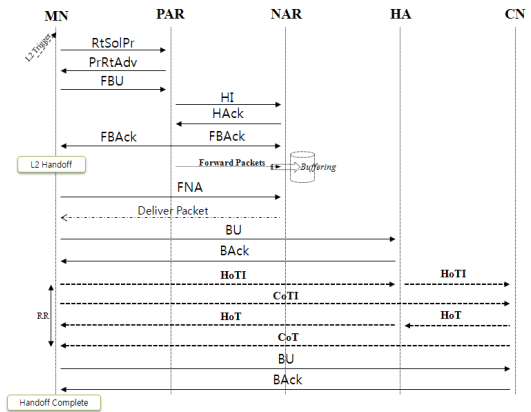 MN PAR NAR HA CN
L2 Trigger
RtSolPr
PrRtAdv
FBU
HI
HAck
FBAck FBAck
L2 Handoff
Forward Packets
Buffering
FNA
Deliver Packet
BU
BAck
HoTI HoTI
CoTI
RR
HoT HoT
CoT
BU
BAck
Handoff Complete